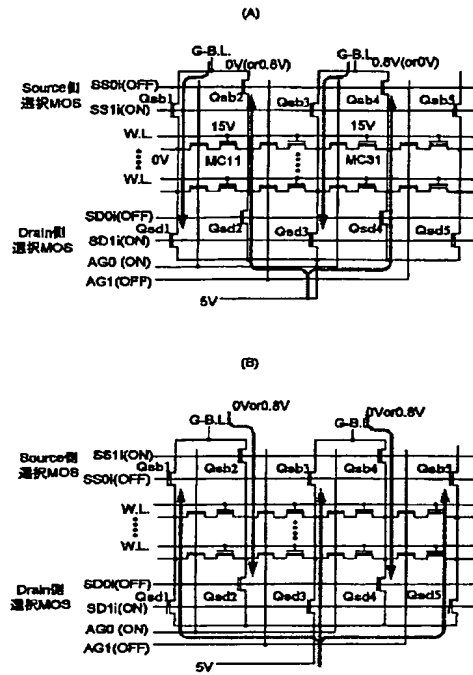 (A)
G-B.L. G-B.L.
0V(or0.8V) 0.8V(or0V)
Source側
選択MOS
SS0i(OFF)
Qsb1 Qsb2 Qsb3 Qsb4 Qsb5
SS1i(ON)
W.L. 15V 15V
0V MC11 MC31
W.L.
Drain側
選択MOS
SD0i(OFF)
Qsd1 Qsd2 Qsd3 Qsd4 Qsd5
SD1i(ON)
AG0 (ON)
AG1(OFF)
5V
(B)
0Vor0.8V 0Vor0.8V
G-B.L. G-B.L.
Source側
選択MOS
SS1i(ON)
Qsb1 Qsb2 Qsb3 Qsb4 Qsb5
SS0i(OFF)
W.L.
W.L.
Drain側
選択MOS
SD0i(OFF)
Qsd1 Qsd2 Qsd3 Qsd4 Qsd5
SD1i(ON)
AG0 (ON)
AG1(OFF)
5V